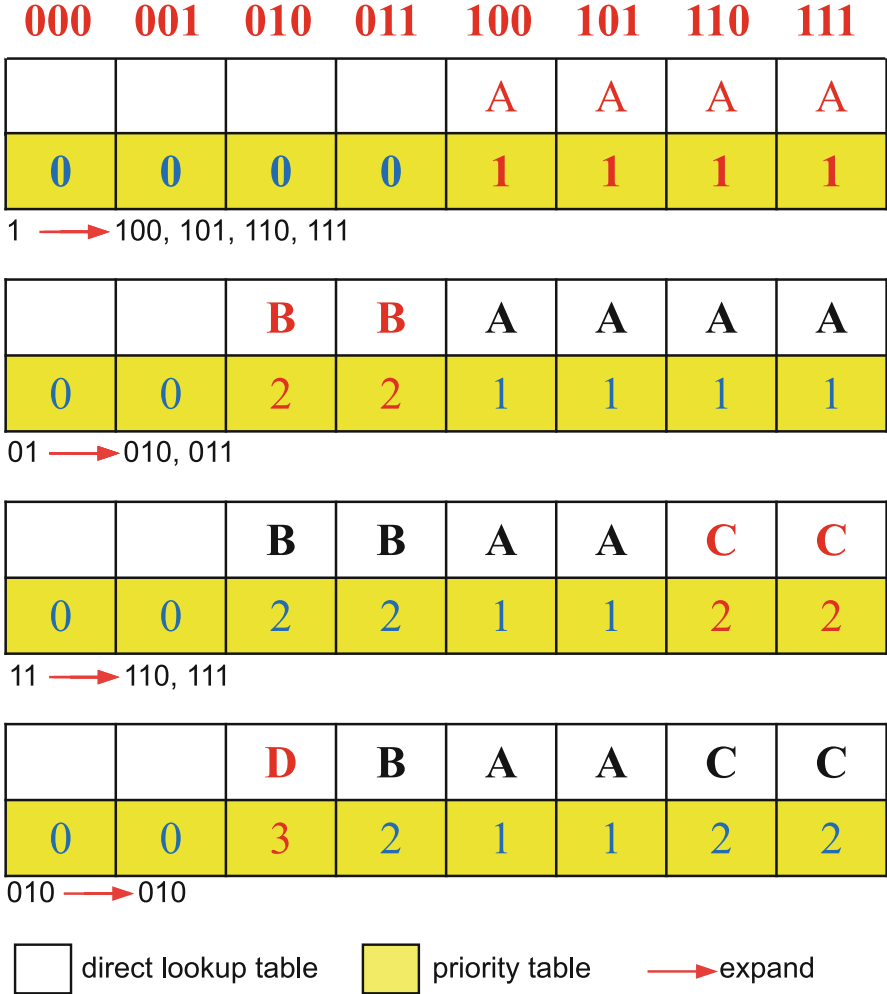 000 001 010 011 100 101 110 111
A A A A
0 0 0 0 1 1 1 1
1 100, 101, 110, 111
B B A A A A
0 0 2 2 1 1 1 1
01 010, 011
B B A A C C
0 0 2 2 1 1 2 2
11 110, 111
D B A A C C
0 0 3 2 1 1 2 2
010 010
direct lookup table priority table expand